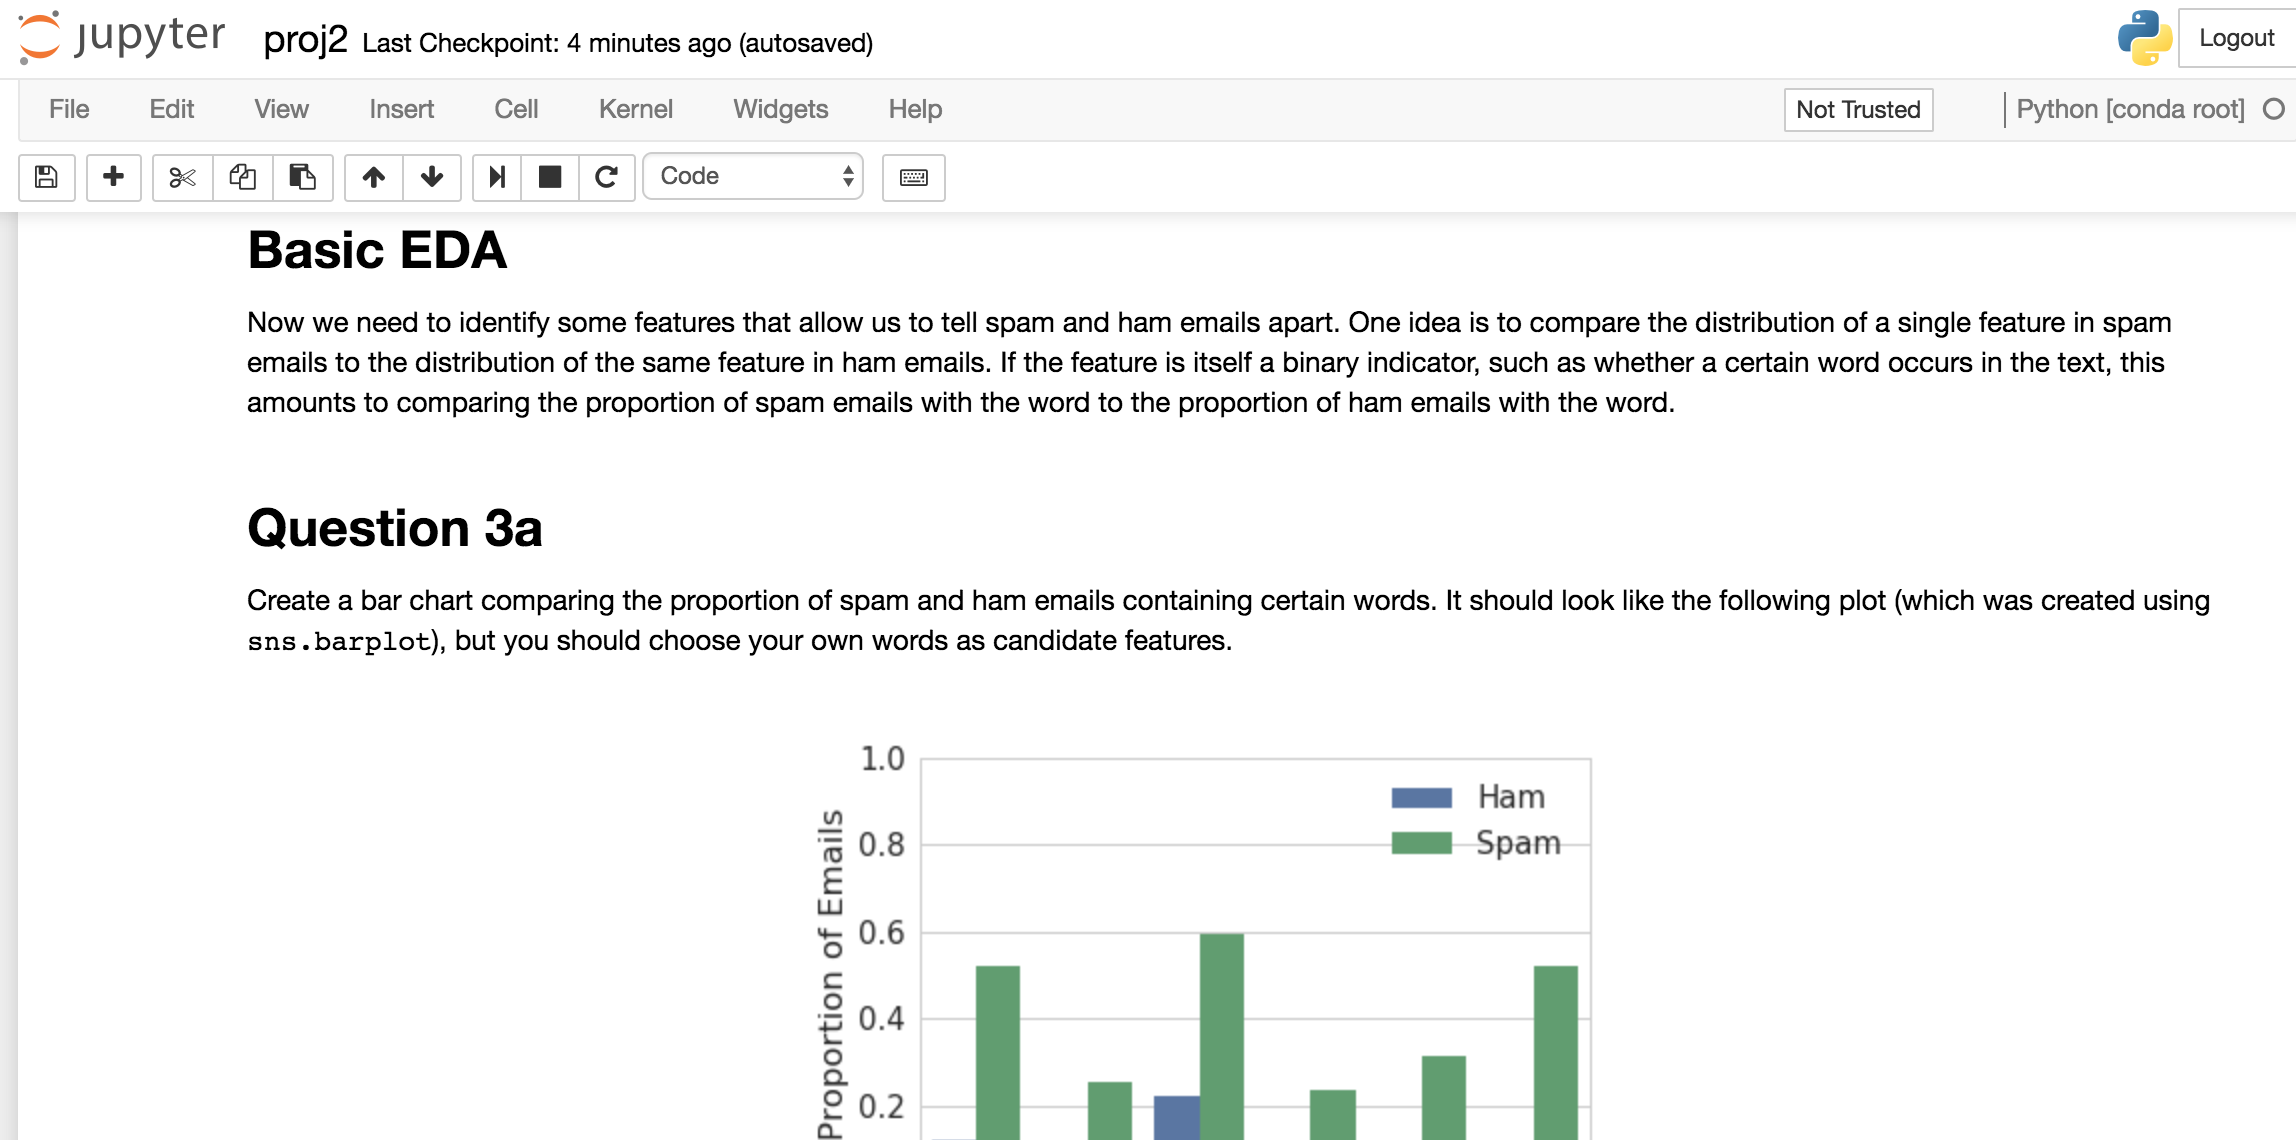 jupyter proj2 Last Checkpoint: 4 minutes ago (autosaved) Logout
File Edit View Insert Cell Kernel Widgets Help Not Trusted Python [conda root]
Code
Basic EDA
Now we need to identify some features that allow us to tell spam and ham emails apart. One idea is to compare the distribution of a single feature in spam
emails to the distribution of the same feature in ham emails. If the feature is itself a binary indicator, such as whether a certain word occurs in the text, this
amounts to comparing the proportion of spam emails with the word to the proportion of ham emails with the word.
Question 3a
Create a bar chart comparing the proportion of spam and ham emails containing certain words. It should look like the following plot (which was created using
sns.barplot), but you should choose your own words as candidate features.
1.0
Ham
0.8
Spam
0.6
0.4
0.2
Proportion of Emails